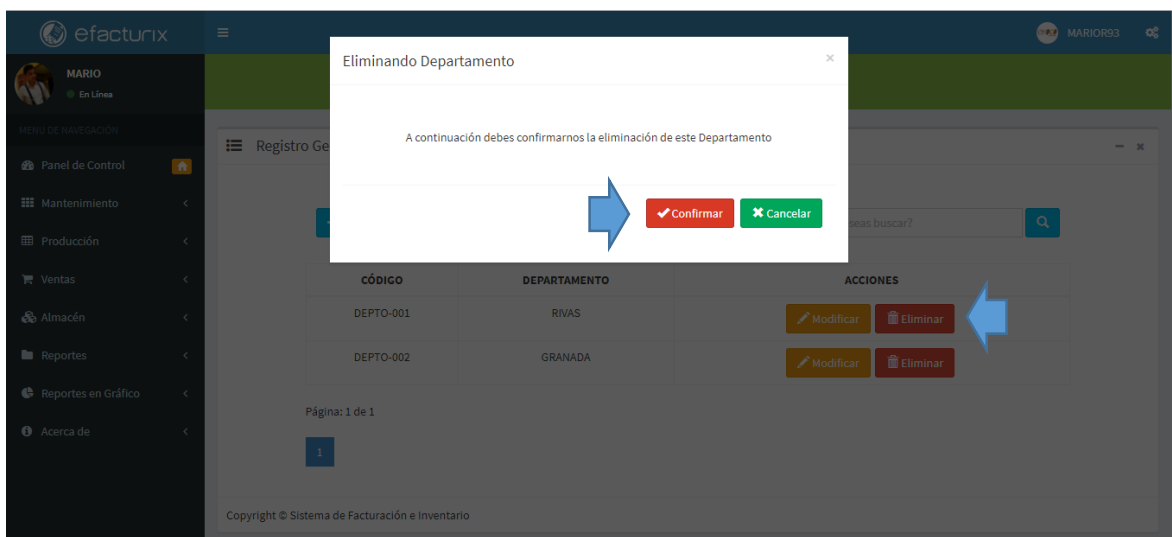 efacturix
MARIOR93
MARIO
En Línea
MENU DE NAVEGACIÓN
Panel de Control
Mantenimiento
Producción
Ventas
Almacén
Reportes
Reportes en Gráfico
Acerca de
Eliminando Departamento
×
A continuación debes confirmarnos la eliminación de este Departamento
Confirmar Cancelar
Registro Ge
seas buscar?
CÓDIGO DEPARTAMENTO ACCIONES
DEPTO-001 RIVAS Modificar Eliminar
DEPTO-002 GRANADA Modificar Eliminar
Página: 1 de 1
1
Copyright © Sistema de Facturación e Inventario